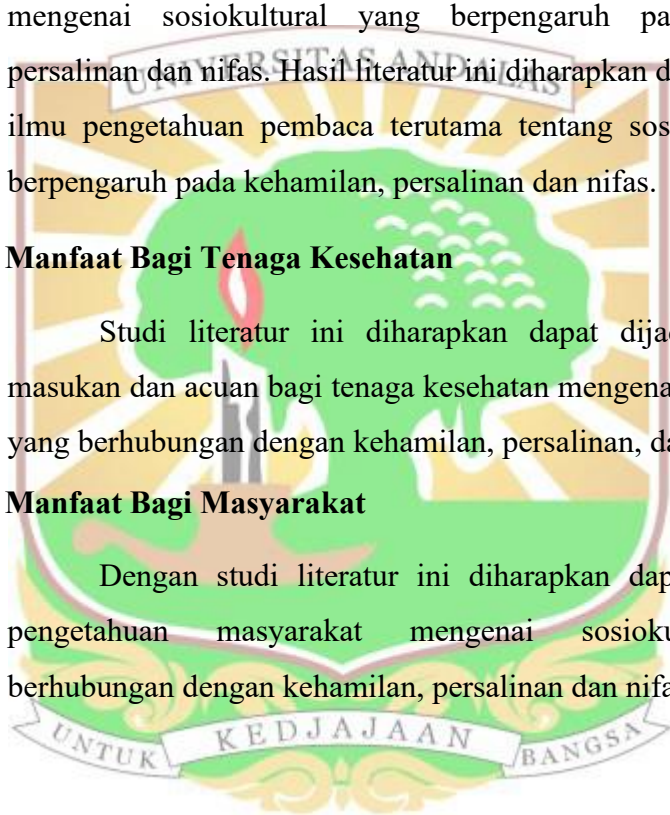 mengenai sosiokultural yang berpengaruh pa
persalinan dan nifas. Hasil literatur ini diharapkan d
ilmu pengetahuan pembaca terutama tentang sos
berpengaruh pada kehamilan, persalinan dan nifas.
Manfaat Bagi Tenaga Kesehatan
Studi literatur ini diharapkan dapat dija
masukan dan acuan bagi tenaga kesehatan mengena
yang berhubungan dengan kehamilan, persalinan, da
Manfaat Bagi Masyarakat
Dengan studi literatur ini diharapkan dap
pengetahuan masyarakat mengenai sosioku
berhubungan dengan kehamilan, persalinan dan nifa
UNIVERSITAS ANDALAS
UNTUK KEDJAJAAN BANGSA